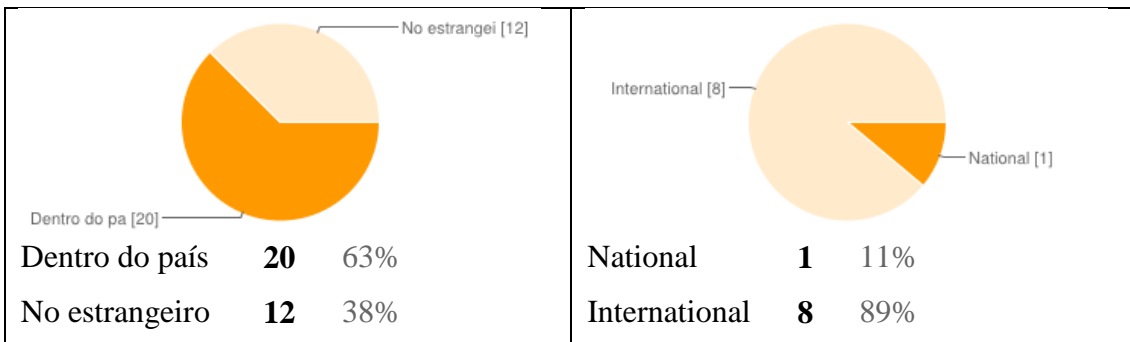 No estrangei [12]
Dentro do pa [20]
Dentro do país 20 63%
No estrangeiro 12 38%
International [8]
National [1]
National 1 11%
International 8 89%